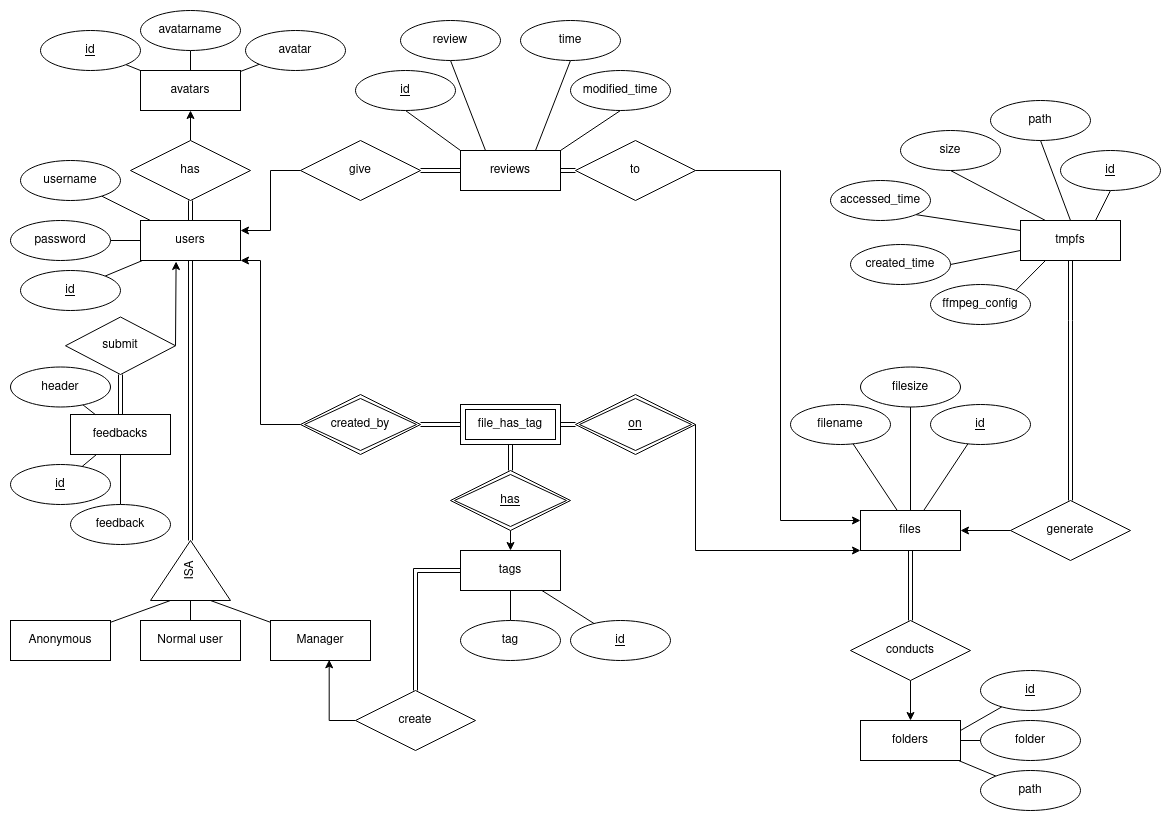 avatarname
id
avatar
avatars
has
username
password
users
id
submit
header
feedbacks
id
feedback
ISA
Anonymous
Normal user
Manager
review
time
id
modified_time
give
reviews
to
created_by
file_has_tag
on
has
tags
tag
id
create
path
size
id
accessed_time
tmpfs
created_time
ffmpeg_config
filesize
filename
id
files
generate
conducts
id
folders
folder
path